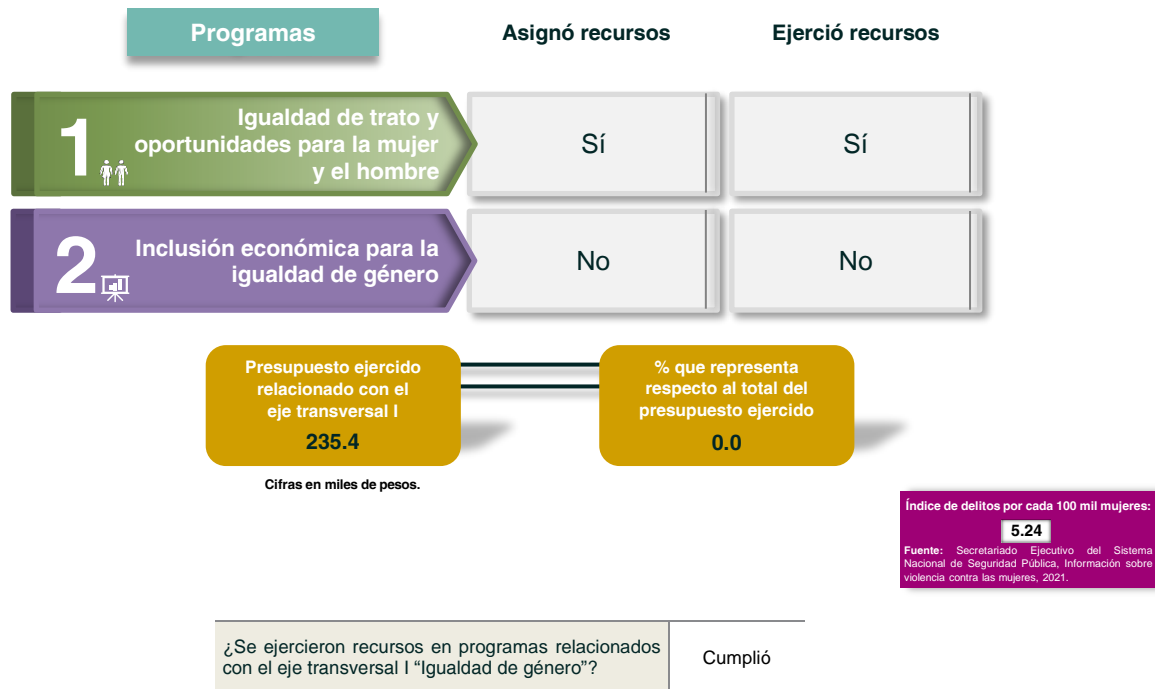 Programas
Asignó recursos
Ejerció recursos
1
Igualdad de trato y
oportunidades para la mujer
y el hombre
Sí
Sí
2
Inclusión económica para la
igualdad de género
No
No
Presupuesto ejercido
relacionado con el
eje transversal I
235.4
% que representa
respecto al total del
presupuesto ejercido
0.0
Cifras en miles de pesos.
Índice de delitos por cada 100 mil mujeres:
5.24
Fuente: Secretariado Ejecutivo del Sistema
Nacional de Seguridad Pública, Información sobre
violencia contra las mujeres, 2021.
¿Se ejercieron recursos en programas relacionados
con el eje transversal I “Igualdad de género”?
Cumplió